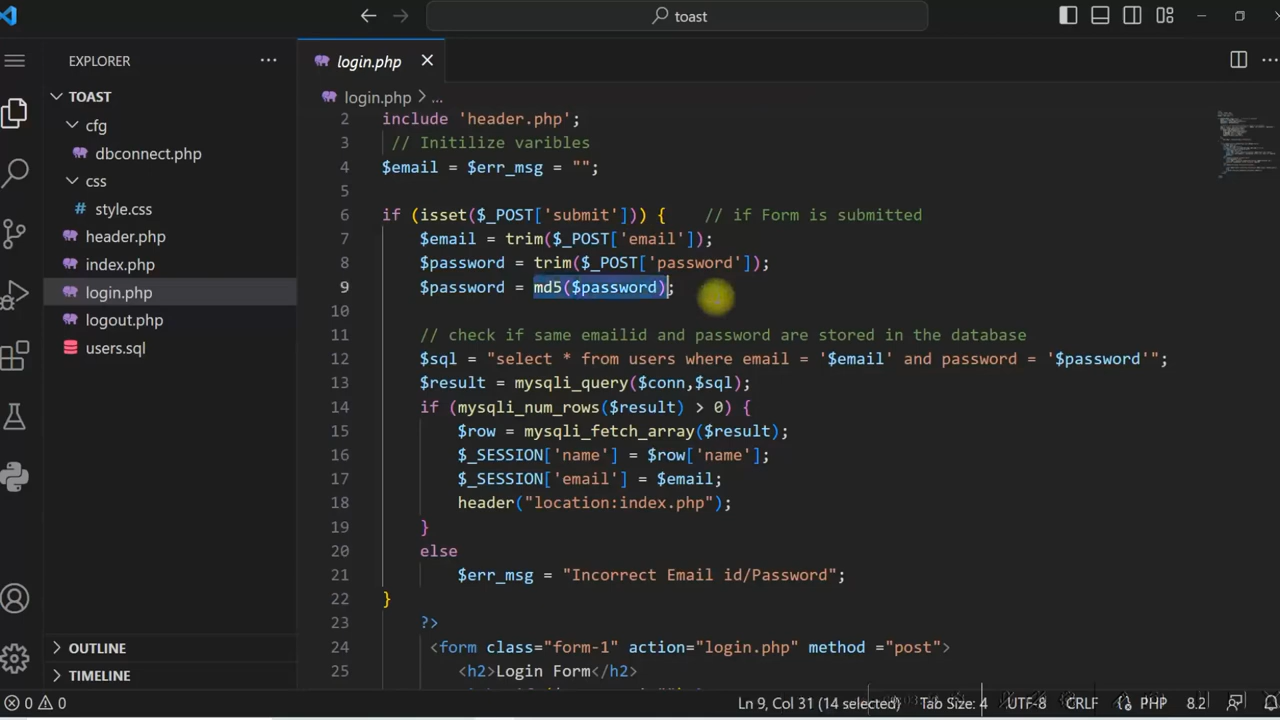 toast
EXPLORER
TOAST
cfg
dbconnect.php
css
# style.css
header.php
index.php
login.php
logout.php
users.sql
OUTLINE
TIMELINE
login.php
login.php > ...
2 include 'header.php';
3 // Initilize varibles
4 $email = $err_msg = "";
5
6 if (isset($_POST['submit'])) { // if Form is submitted
7 $email = trim($_POST['email']);
8 $password = trim($_POST['password']);
9 $password = md5($password);
10
11 // check if same emailid and password are stored in the database
12 $sql = "select * from users where email = '$email' and password = '$password'";
13 $result = mysqli_query($conn,$sql);
14 if (mysqli_num_rows($result) > 0) {
15 $row = mysqli_fetch_array($result);
16 $_SESSION['name'] = $row['name'];
17 $_SESSION['email'] = $email;
18 header("location:index.php");
19 }
20 else
21 $err_msg = "Incorrect Email id/Password";
22 }
23 ?>
24 <form class="form-1" action="login.php" method ="post">
25 <h2>Login Form</h2>
0 0 Ln 9, Col 31 (14 selected) Tab Size: 4 UTF-8 CRLF PHP 8.2